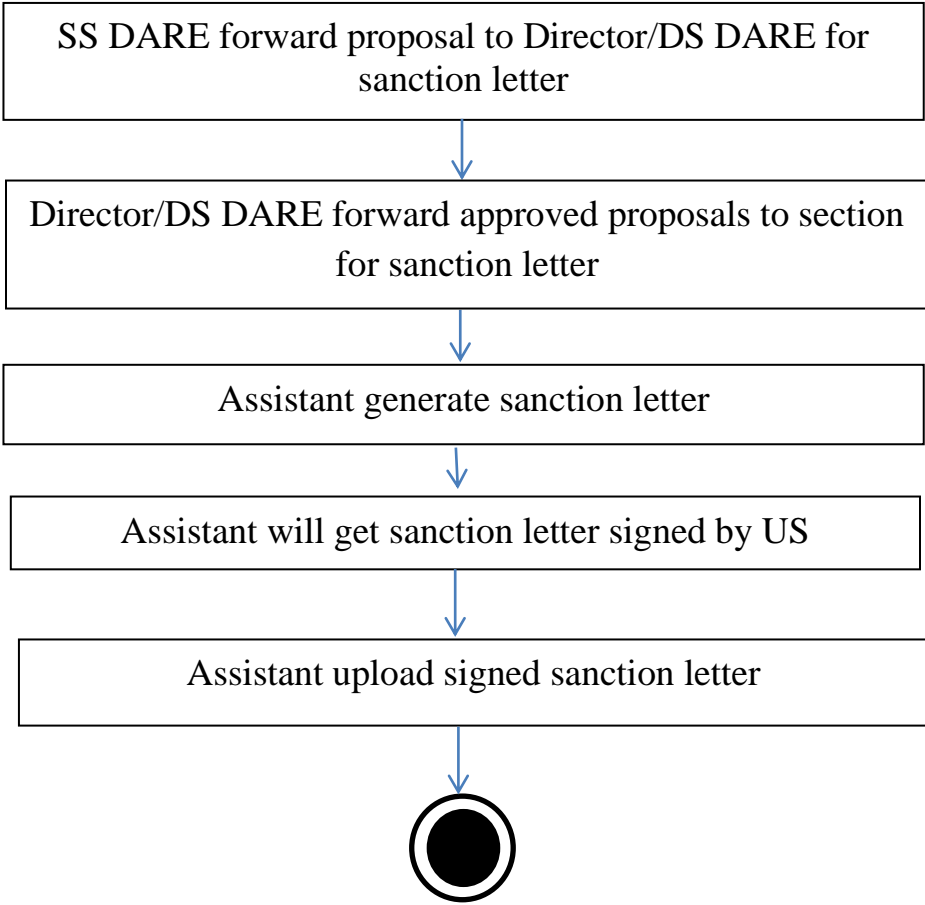 SS DARE forward proposal to Director/DS DARE for
sanction letter
Director/DS DARE forward approved proposals to section
for sanction letter
Assistant generate sanction letter
Assistant will get sanction letter signed by US
Assistant upload signed sanction letter